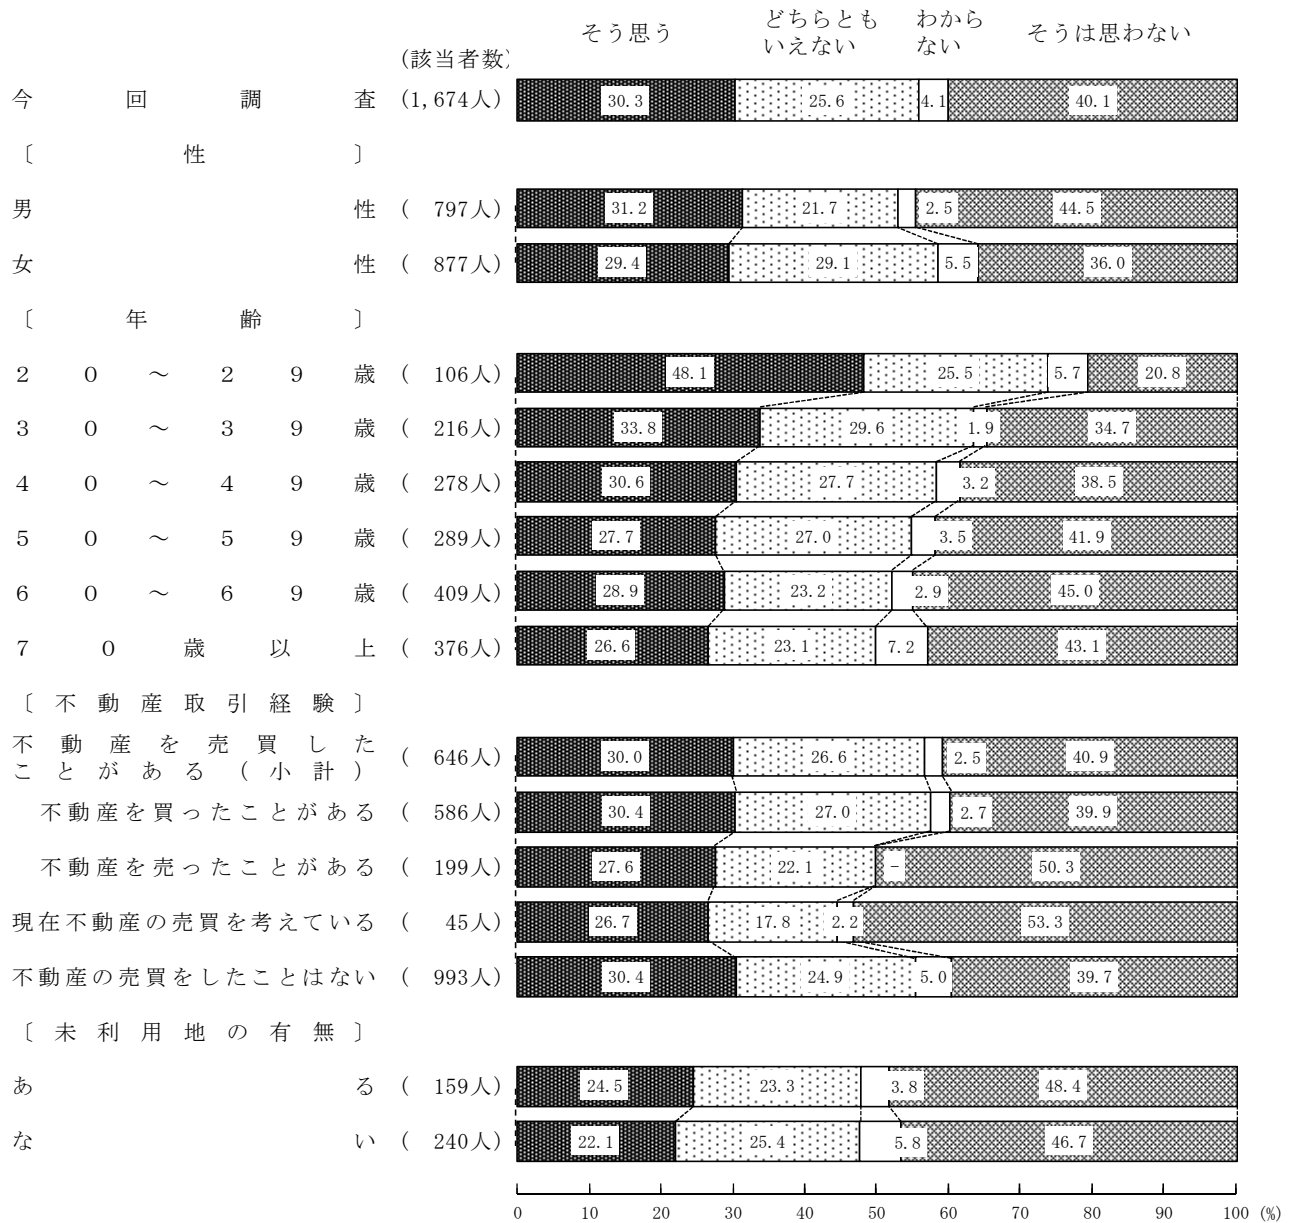 そう思う どちらとも わから そうは思わない
いえない ない
(該当者数)
今回調査 (1,674人) 30.3 25.6 4.1 40.1
〔性〕
男性 ( 797人) 31.2 21.7 2.5 44.5
女性 ( 877人) 29.4 29.1 5.5 36.0
〔年齢〕
20～29歳 ( 106人) 48.1 25.5 5.7 20.8
30～39歳 ( 216人) 33.8 29.6 1.9 34.7
40～49歳 ( 278人) 30.6 27.7 3.2 38.5
50～59歳 ( 289人) 27.7 27.0 3.5 41.9
60～69歳 ( 409人) 28.9 23.2 2.9 45.0
70歳以上 ( 376人) 26.6 23.1 7.2 43.1
〔不動産取引経験〕
不動産を売買した
ことがある(小計) ( 646人) 30.0 26.6 2.5 40.9
不動産を買ったことがある ( 586人) 30.4 27.0 2.7 39.9
不動産を売ったことがある ( 199人) 27.6 22.1 － 50.3
現在不動産の売買を考えている ( 45人) 26.7 17.8 2.2 53.3
不動産の売買をしたことはない ( 993人) 30.4 24.9 5.0 39.7
〔未利用地の有無〕
ある ( 159人) 24.5 23.3 3.8 48.4
ない ( 240人) 22.1 25.4 5.8 46.7
0 10 20 30 40 50 60 70 80 90 100 (%)